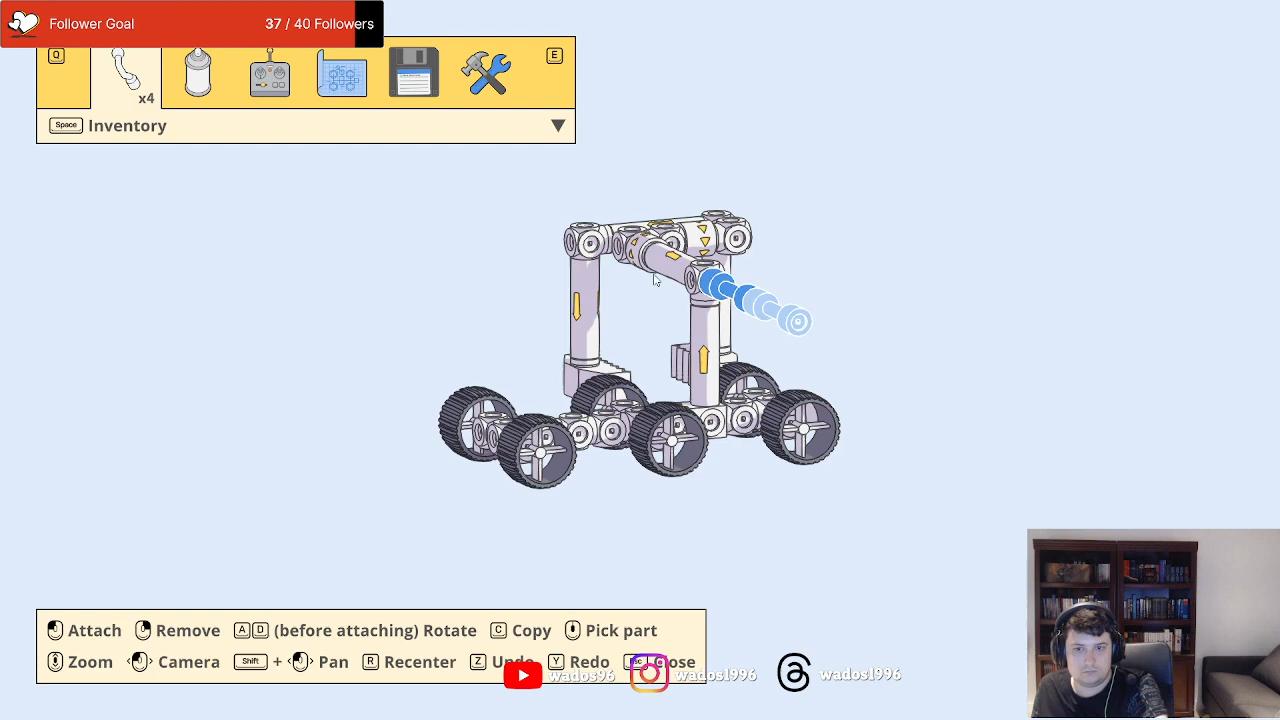 Follower Goal 37 / 40 Followers
Q E
x4
Space Inventory
Attach Remove A D (before attaching) Rotate C Copy Pick part
Zoom Camera Shift + Pan R Recenter Z Undo Y Redo
wados96 wados1996 wados1996